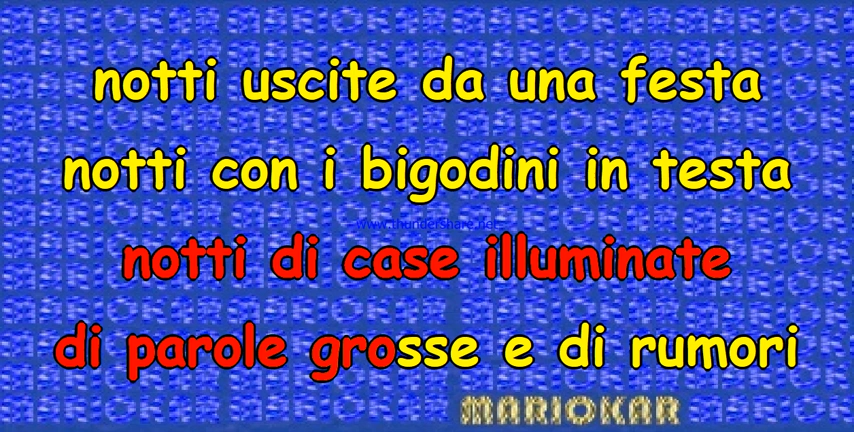 notti uscite da una festa
notti con i bigodini in testa
www.thundershare.net
notti di case illuminate
di parole grosse e di rumori
MARIOKAR